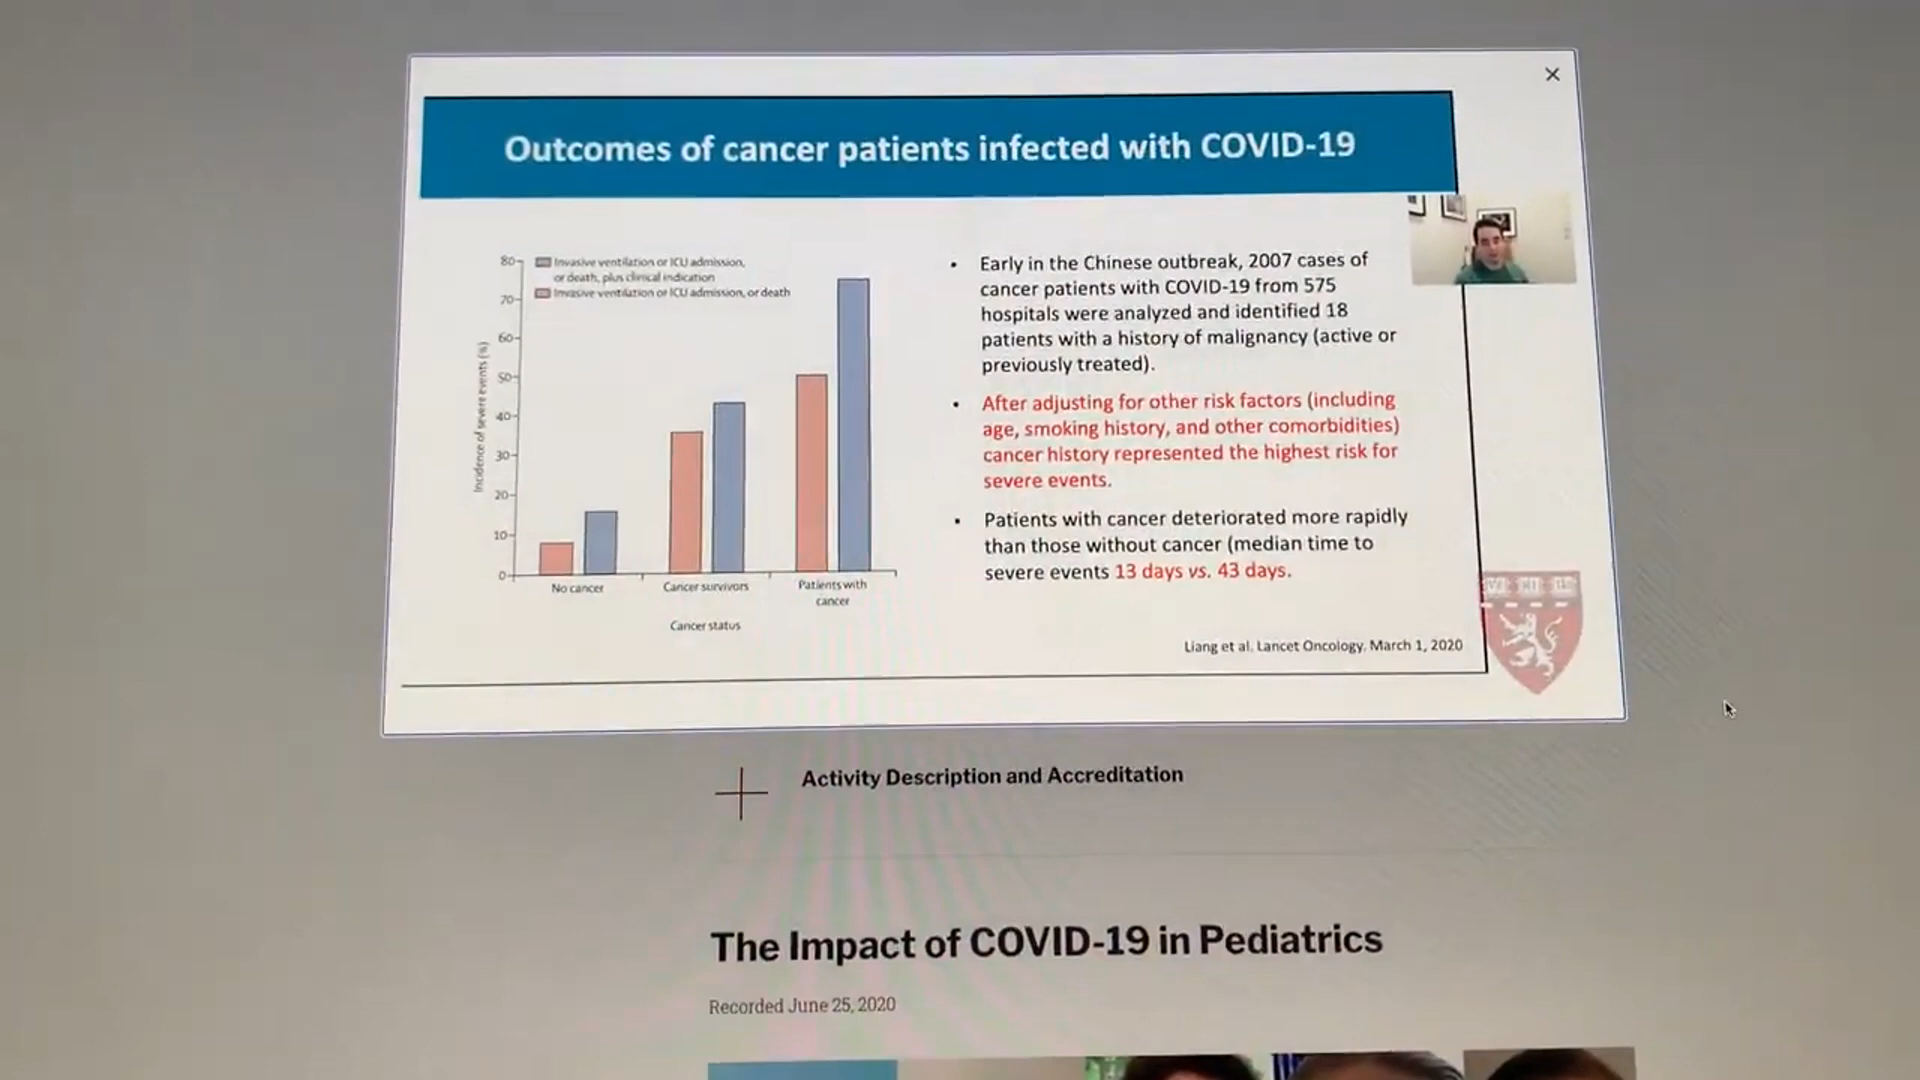 Outcomes of cancer patients infected with COVID-19
80
70
60
50
40
30
20
10
0
Incidence of severe events (%)
Invasive ventilation or ICU admission,
or death, plus clinical indication
Invasive ventilation or ICU admission, or death
No cancer
Cancer survivors
Patients with
cancer
Cancer status
• Early in the Chinese outbreak, 2007 cases of
cancer patients with COVID-19 from 575
hospitals were analyzed and identified 18
patients with a history of malignancy (active or
previously treated).
• After adjusting for other risk factors (including
age, smoking history, and other comorbidities)
cancer history represented the highest risk for
severe events.
• Patients with cancer deteriorated more rapidly
than those without cancer (median time to
severe events 13 days vs. 43 days.
Liang et al. Lancet Oncology. March 1, 2020
Activity Description and Accreditation
The Impact of COVID-19 in Pediatrics
Recorded June 25, 2020